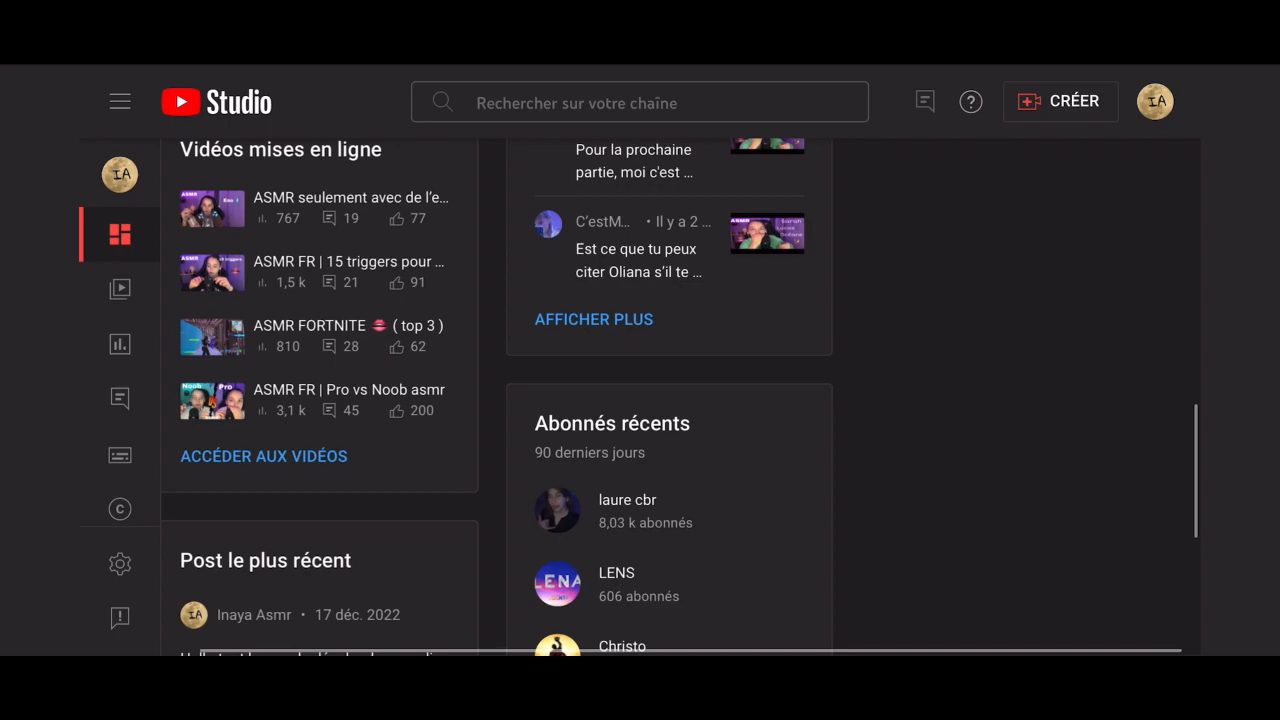 Studio
Rechercher sur votre chaîne
CRÉER
IA
IA
Vidéos mises en ligne
ASMR seulement avec de l'e...
767 19 77
ASMR FR | 15 triggers pour ...
1,5 k 21 91
ASMR FORTNITE 👄 ( top 3 )
810 28 62
ASMR FR | Pro vs Noob asmr
3,1 k 45 200
ACCÉDER AUX VIDÉOS
Post le plus récent
IA
Inaya Asmr • 17 déc. 2022
Pour la prochaine
partie, moi c'est ...
C'estM... • Il y a 2 ...
Est ce que tu peux
citer Oliana s'il te ...
AFFICHER PLUS
Abonnés récents
90 derniers jours
laure cbr
8,03 k abonnés
LENS
606 abonnés
Christo